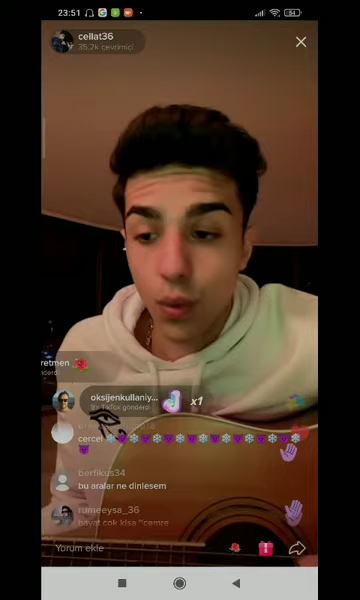 23:51
54
cellat36
35,2k çevrimiçi
retmen
oksijenkullaniy...
x1
cercel
berfikus34
bu aralar ne dinlesem
rumeeysa_36
hayat çok kısa "cemre
Yorum ekle